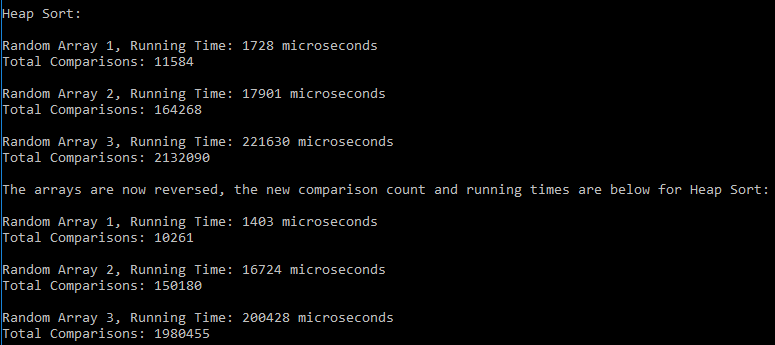 Heap Sort:
Random Array 1, Running Time: 1728 microseconds
Total Comparisons: 11584
Random Array 2, Running Time: 17901 microseconds
Total Comparisons: 164268
Random Array 3, Running Time: 221630 microseconds
Total Comparisons: 2132090
The arrays are now reversed, the new comparison count and running times are below for Heap Sort:
Random Array 1, Running Time: 1403 microseconds
Total Comparisons: 10261
Random Array 2, Running Time: 16724 microseconds
Total Comparisons: 150180
Random Array 3, Running Time: 200428 microseconds
Total Comparisons: 1980455